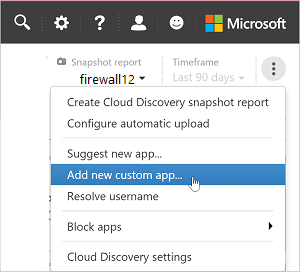 Microsoft
Snapshot report
Timeframe
firewall12
Last 90 days
Create Cloud Discovery snapshot report
Configure automatic upload
Suggest new app...
Add new custom app...
Resolve username
Block apps
Cloud Discovery settings